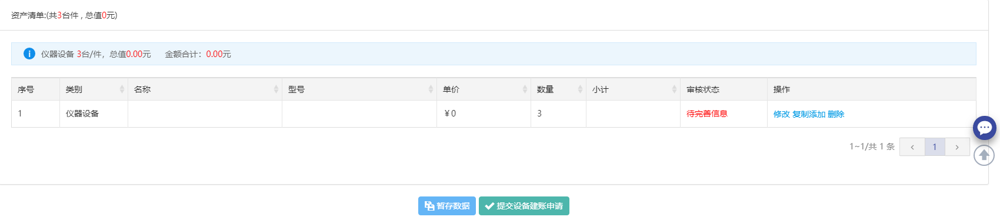 资产清单:(共3台件 , 总值0元)
仪器设备 3台/件，总值0.00元 金额合计：0.00元
序号 类别 名称 型号 单价 数量 小计 审核状态 操作
1 仪器设备 ￥0 3 待完善信息 修改 复制添加 删除
1~1/共 1 条 ‹ 1 ›
暂存数据 提交设备建账申请